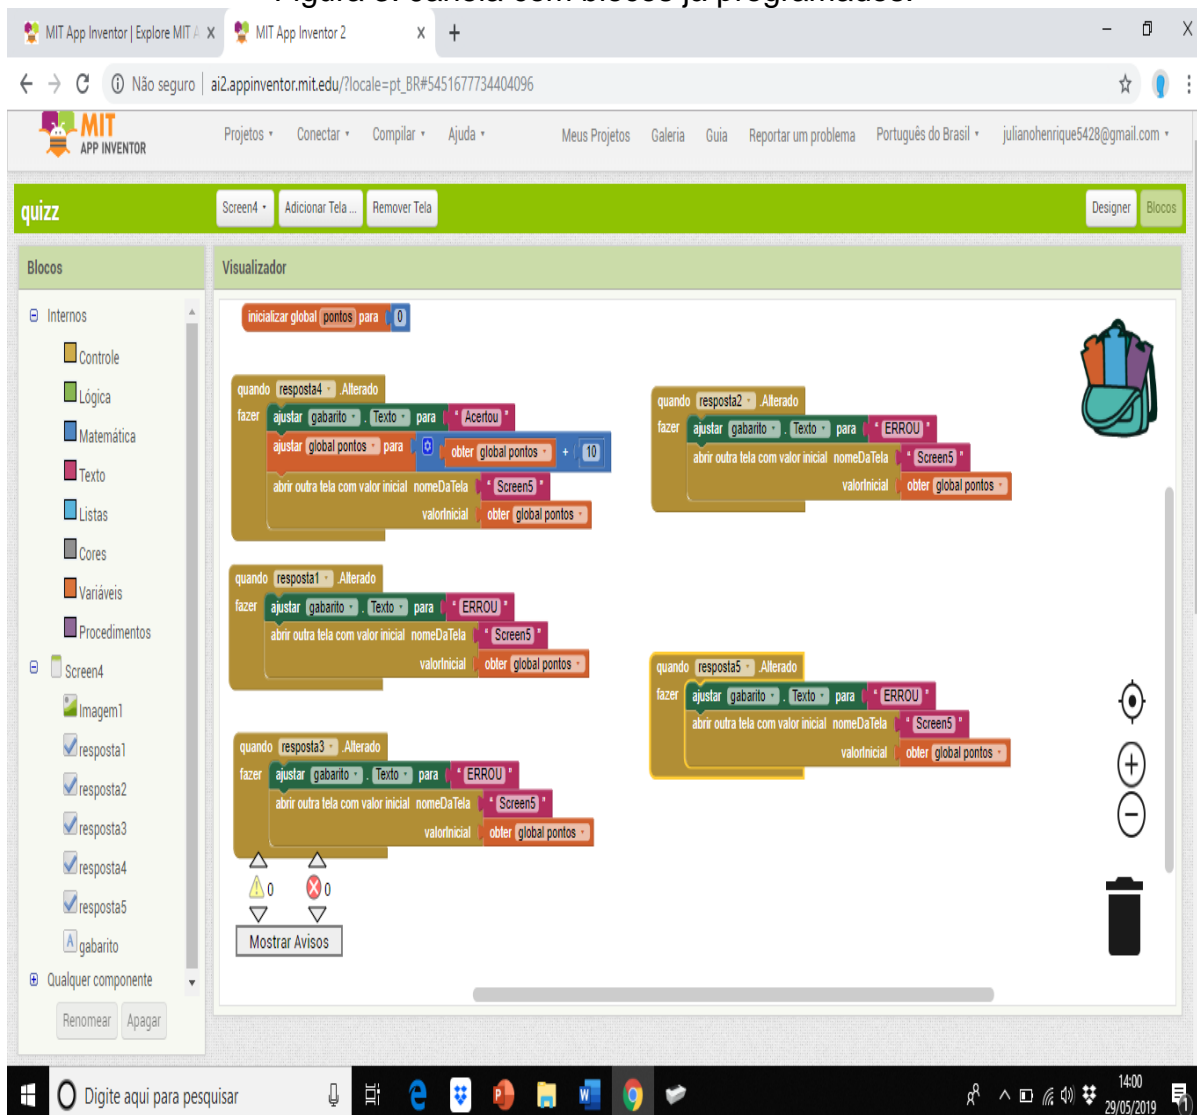 MIT App Inventor | Explore MIT A
MIT App Inventor 2
Não seguro
ai2.appinventor.mit.edu/?locale=pt_BR#5451677734404096
MIT
APP INVENTOR
Projetos
Conectar
Compilar
Ajuda
Meus Projetos
Galeria
Guia
Reportar um problema
Português do Brasil
julianohenrique5428@gmail.com
quizz
Screen4
Adicionar Tela ...
Remover Tela
Designer
Blocos
Blocos
Internos
Controle
Lógica
Matemática
Texto
Listas
Cores
Variáveis
Procedimentos
Screen4
Imagem1
resposta1
resposta2
resposta3
resposta4
resposta5
gabarito
Qualquer componente
Renomear
Apagar
Visualizador
inicializar global pontos para 0
quando resposta4 .Alterado
fazer ajustar gabarito . Texto para " Acertou "
ajustar global pontos para obter global pontos + 10
abrir outra tela com valor inicial nomeDaTela " Screen5 "
valorInicial obter global pontos
quando resposta1 .Alterado
fazer ajustar gabarito . Texto para " ERROU "
abrir outra tela com valor inicial nomeDaTela " Screen5 "
valorInicial obter global pontos
quando resposta3 .Alterado
fazer ajustar gabarito . Texto para " ERROU "
abrir outra tela com valor inicial nomeDaTela " Screen5 "
valorInicial obter global pontos
quando resposta2 .Alterado
fazer ajustar gabarito . Texto para " ERROU "
abrir outra tela com valor inicial nomeDaTela " Screen5 "
valorInicial obter global pontos
quando resposta5 .Alterado
fazer ajustar gabarito . Texto para " ERROU "
abrir outra tela com valor inicial nomeDaTela " Screen5 "
valorInicial obter global pontos
0
0
Mostrar Avisos
Digite aqui para pesquisar
14:00
29/05/2019
1